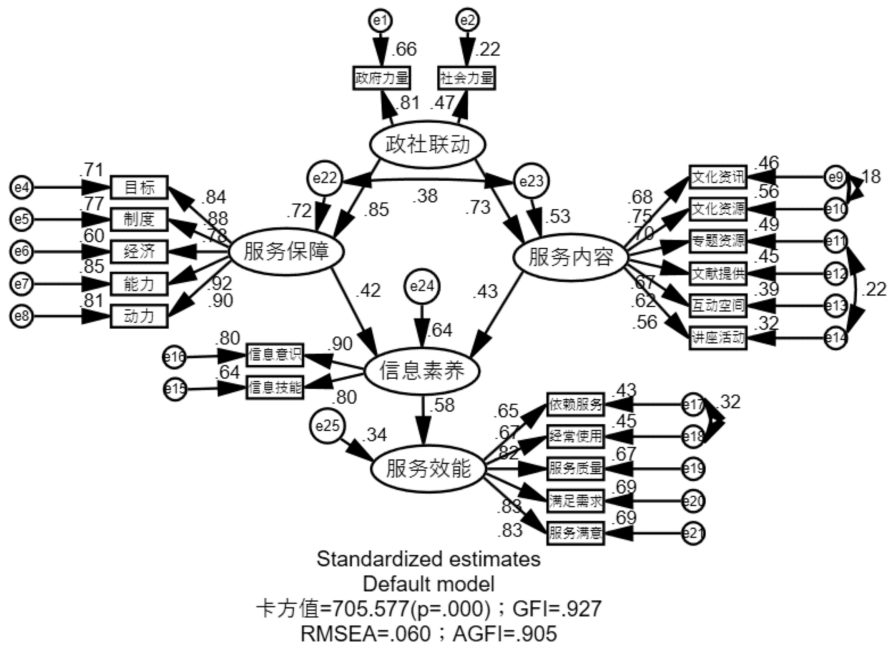 e1 e2
.66 .22
政府力量 社会力量
.81 .47
政社联动
e22 .38 e23
.72 .85 .73 .53
e4 .71 目标 .84
e5 .77 制度 .88
e6 .60 经济 .78
e7 .85 能力 .92
e8 .81 动力 .90
服务保障
服务内容
.68 文化资讯 .46 e9 .18
.75 文化资源 .56 e10
.70 专题资源 .49 e11
文献提供 .45 e12
.67 互动空间 .39 e13 .22
.62
.56 讲座活动 .32 e14
.42 e24 .43
.64
e16 .80 信息意识 .90
e15 .64 信息技能 .80
信息素养
.58
e25 .34
服务效能
.65 依赖服务 .43 e17 .32
.67 经常使用 .45 e18
.82 服务质量 .67 e19
满足需求 .69 e20
.83 服务满意 .69 e21
.83
Standardized estimates
Default model
卡方值=705.577(p=.000)；GFI=.927
RMSEA=.060；AGFI=.905